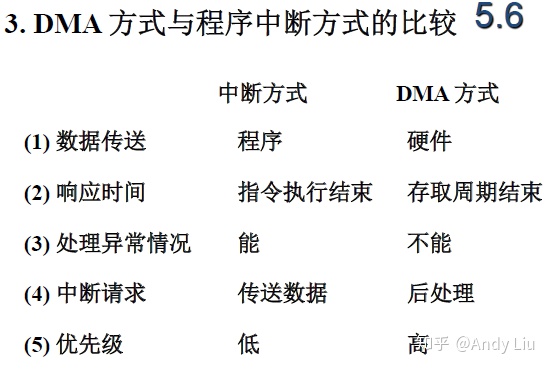 3. DMA 方式与程序中断方式的比较 5.6
中断方式 DMA 方式
(1) 数据传送 程序 硬件
(2) 响应时间 指令执行结束 存取周期结束
(3) 处理异常情况 能 不能
(4) 中断请求 传送数据 后处理
(5) 优先级 低 高
知乎 @Andy Liu